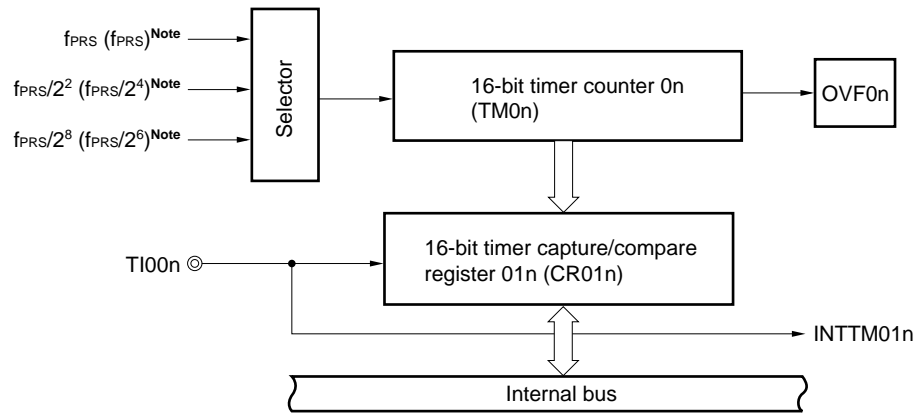 fPRS (fPRS)Note
fPRS/2² (fPRS/2⁴)Note
fPRS/2⁸ (fPRS/2⁶)Note
Selector
16-bit timer counter 0n
(TM0n)
OVF0n
16-bit timer capture/compare
register 01n (CR01n)
TI00n
INTTM01n
Internal bus